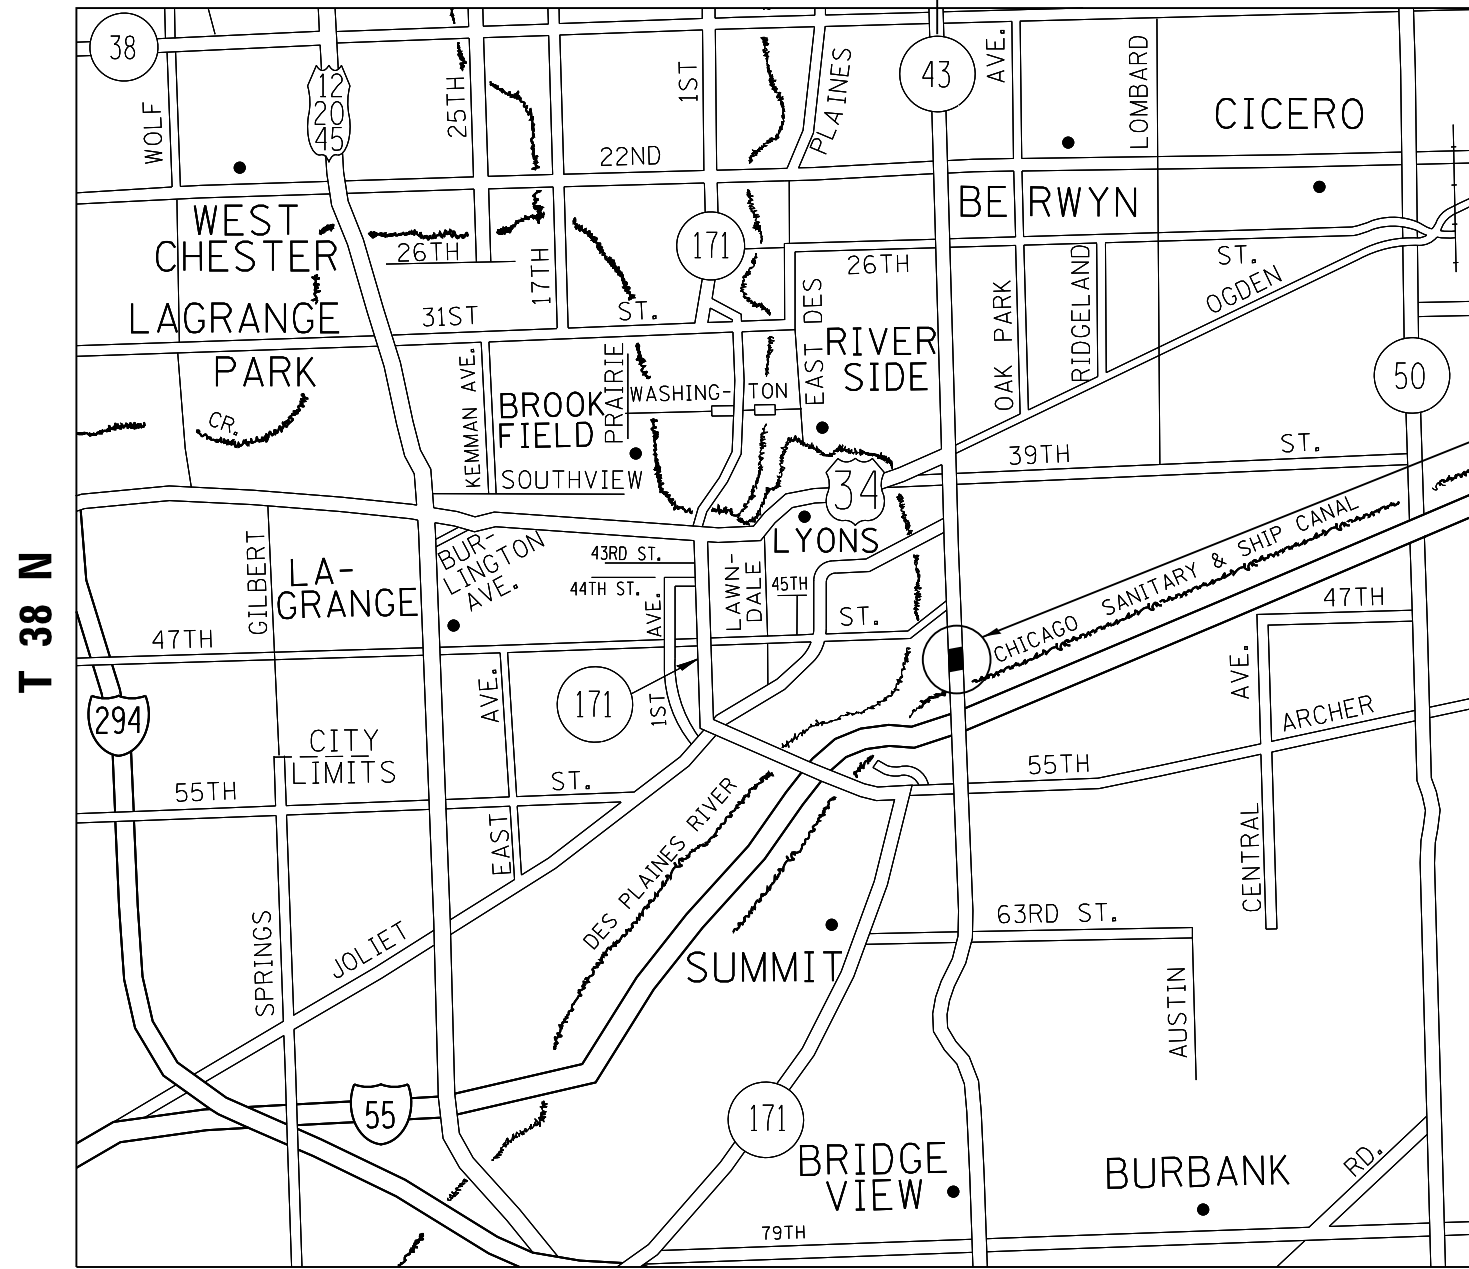 38
12
20
45
WOLF
25TH
1ST
PLAINES
43
AVE.
LOMBARD
CICERO
22ND
WEST
CHESTER
BERWYN
26TH
17TH
171
26TH
ST.
OGDEN
LAGRANGE
PARK
31ST
ST.
EAST DES
RIVER
SIDE
OAK PARK
RIDGELAND
50
CR.
KEMMAN AVE.
BROOK
FIELD
PRAIRIE
WASHING-
TON
SOUTHVIEW
34
39TH
ST.
T 38 N
GILBERT
LA-
GRANGE
BUR-
LINGTON
AVE.
43RD ST.
44TH ST.
AVE.
LAWN-
DALE
LYONS
45TH
ST.
CHICAGO SANITARY & SHIP CANAL
47TH
47TH
294
AVE.
171
1ST
AVE.
ARCHER
CITY
LIMITS
55TH
ST.
55TH
EAST
DES PLAINES RIVER
CENTRAL
SPRINGS
JOLIET
SUMMIT
63RD ST.
AUSTIN
55
171
BRIDGE
VIEW
BURBANK
RD.
79TH